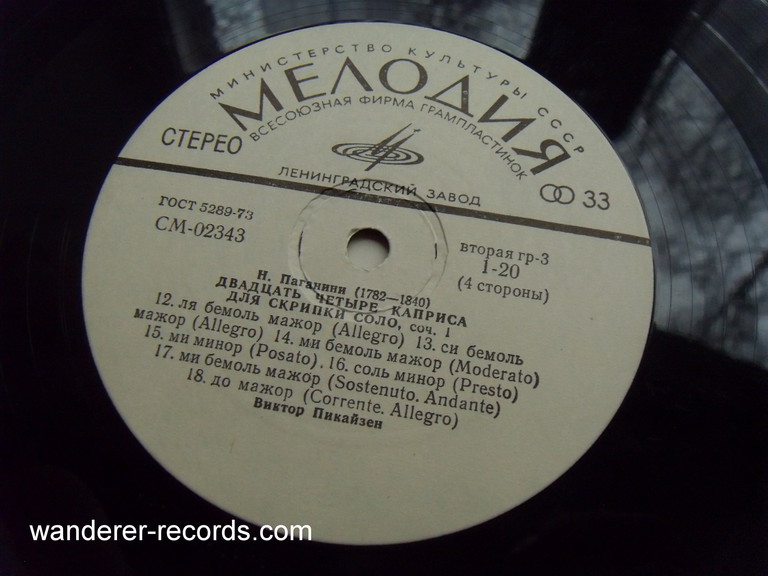 МИНИСТЕРСТВО КУЛЬТУРЫ СССР
МЕЛОДИЯ
ВСЕСОЮЗНАЯ ФИРМА ГРАМПЛАСТИНОК
СТЕРЕО
ЛЕНИНГРАДСКИЙ ЗАВОД
33
ГОСТ 5289-73
СМ-02343
вторая гр-3
1-20
(4 стороны)
Н. Паганини (1782—1840)
ДВАДЦАТЬ ЧЕТЫРЕ КАПРИСА
ДЛЯ СКРИПКИ СОЛО, соч. 1
12. ля бемоль мажор (Allegro) 13. си бемоль
мажор (Allegro) 14. ми бемоль мажор (Moderato)
15. ми минор (Posato). 16. соль минор (Presto)
17. ми бемоль мажор (Sostenuto. Andante)
18. до мажор (Corrente. Allegro)
Виктор Пикайзен
wanderer-records.com